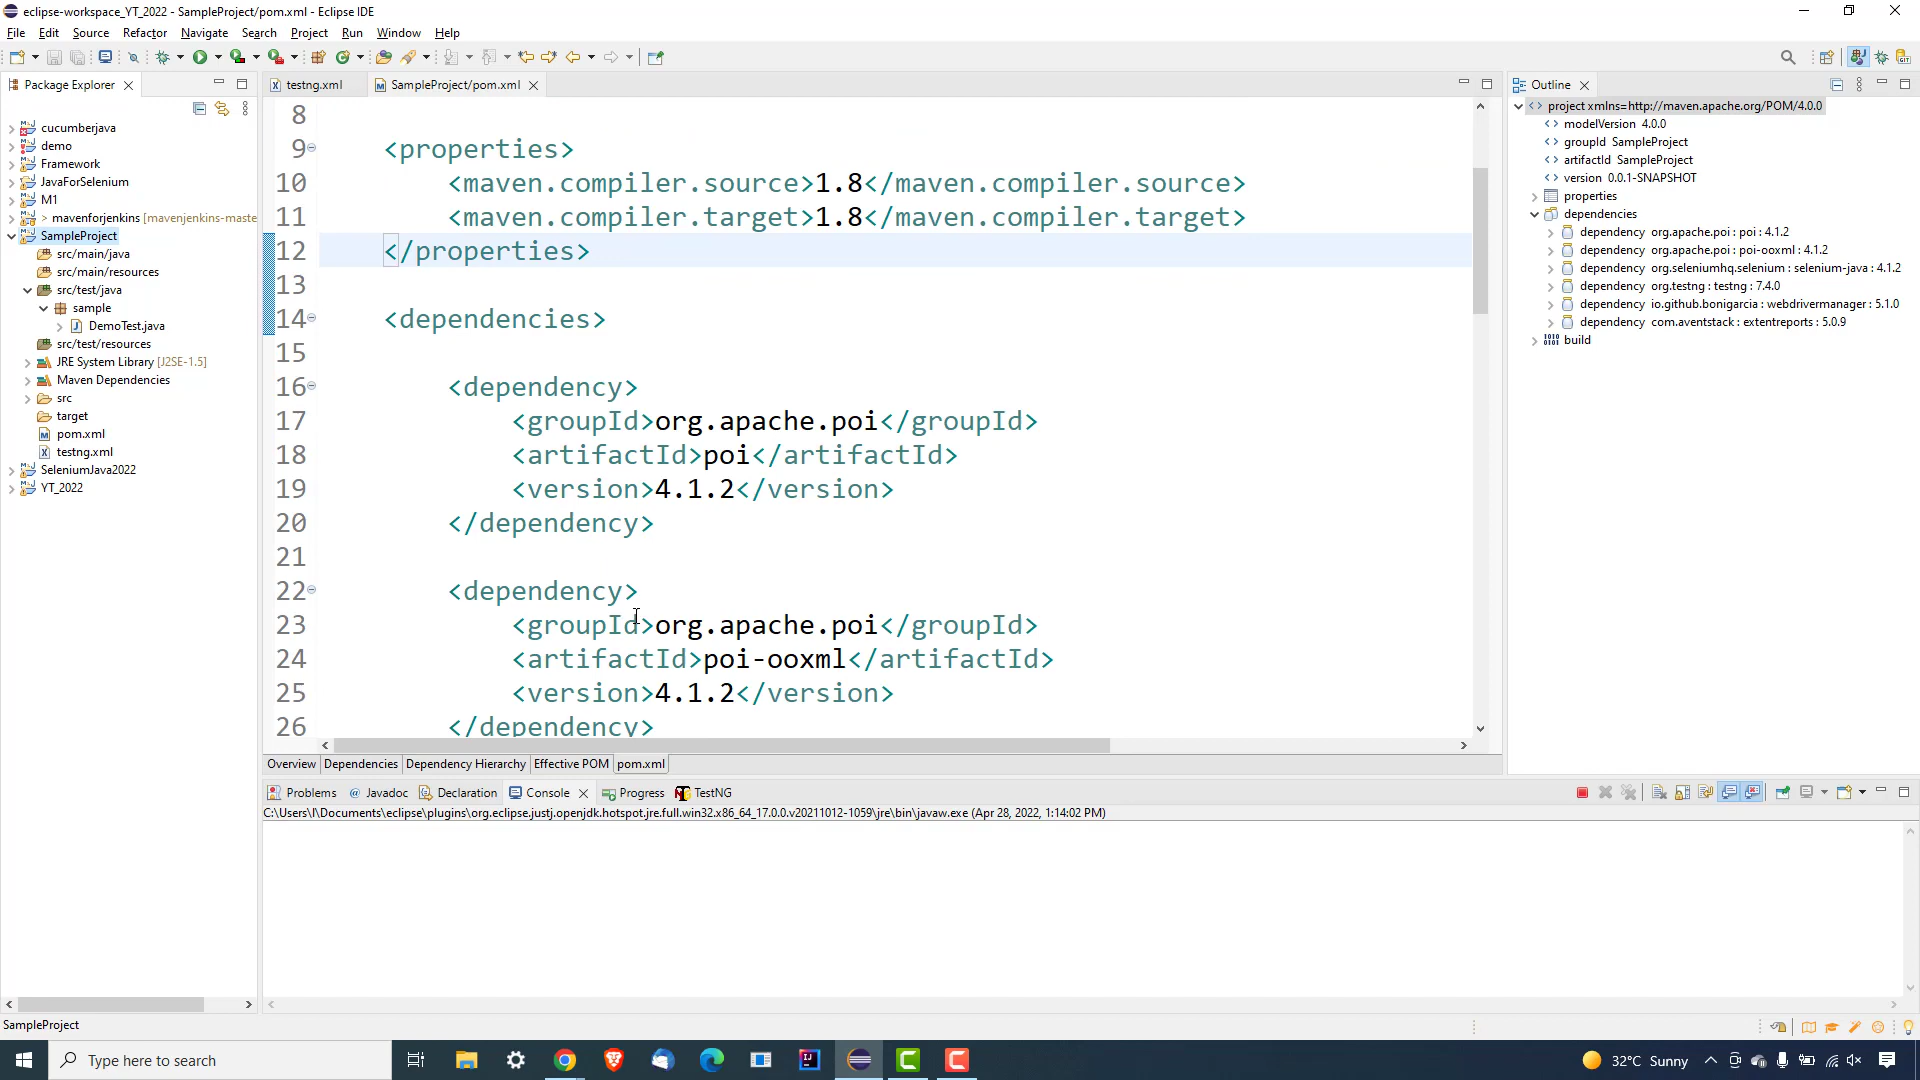 eclipse-workspace_YT_2022 - SampleProject/pom.xml - Eclipse IDE
File Edit Source Refactor Navigate Search Project Run Window Help
Package Explorer
cucumberjava
demo
Framework
JavaForSelenium
M1
> mavenforjenkins [mavenjenkins-maste
SampleProject
src/main/java
src/main/resources
src/test/java
sample
DemoTest.java
src/test/resources
JRE System Library [J2SE-1.5]
Maven Dependencies
src
target
pom.xml
testng.xml
SeleniumJava2022
YT_2022
testng.xml SampleProject/pom.xml
8
9 <properties>
10 <maven.compiler.source>1.8</maven.compiler.source>
11 <maven.compiler.target>1.8</maven.compiler.target>
12 </properties>
13
14 <dependencies>
15
16 <dependency>
17 <groupId>org.apache.poi</groupId>
18 <artifactId>poi</artifactId>
19 <version>4.1.2</version>
20 </dependency>
21
22 <dependency>
23 <groupId>org.apache.poi</groupId>
24 <artifactId>poi-ooxml</artifactId>
25 <version>4.1.2</version>
26 </dependency>
Overview Dependencies Dependency Hierarchy Effective POM pom.xml
Outline
project xmlns=http://maven.apache.org/POM/4.0.0
modelVersion 4.0.0
groupId SampleProject
artifactId SampleProject
version 0.0.1-SNAPSHOT
properties
dependencies
dependency org.apache.poi : poi : 4.1.2
dependency org.apache.poi : poi-ooxml : 4.1.2
dependency org.seleniumhq.selenium : selenium-java : 4.1.2
dependency org.testng : testng : 7.4.0
dependency io.github.bonigarcia : webdrivermanager : 5.1.0
dependency com.aventstack : extentreports : 5.0.9
build
Problems Javadoc Declaration Console Progress TestNG
C:\Users\I\Documents\eclipse\plugins\org.eclipse.justj.openjdk.hotspot.jre.full.win32.x86_64_17.0.0.v20211012-1059\jre\bin\javaw.exe (Apr 28, 2022, 1:14:02 PM)
SampleProject
Type here to search
32°C Sunny